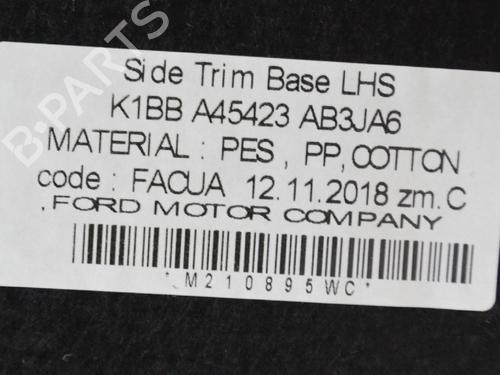 Side Trim Base LHS
K1BB A45423 AB3JA6
MATERIAL : PES , PP, COTTON
code : FACUA 12.11.2018 zm.C
.FORD MOTOR COMPANY
*M210895WC*
B-PARTS